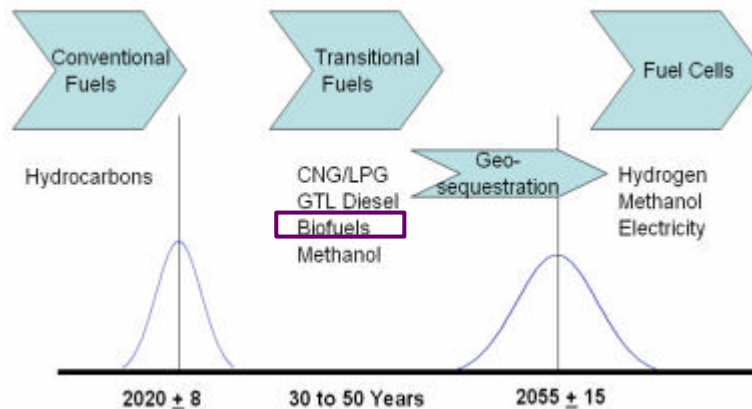 Conventional
Fuels
Transitional
Fuels
Fuel Cells
Geo-
sequestration
Hydrocarbons
CNG/LPG
GTL Diesel
Biofuels
Methanol
Hydrogen
Methanol
Electricity
2020 ± 8
30 to 50 Years
2055 ± 15